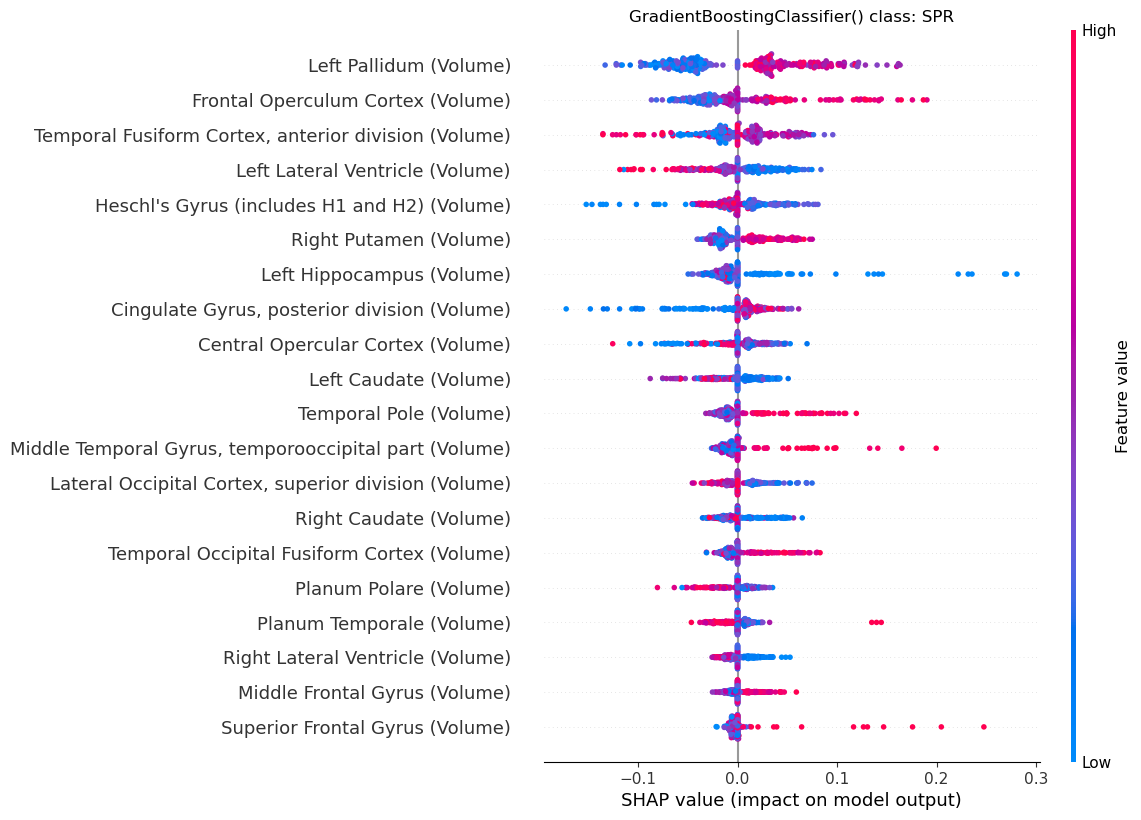 GradientBoostingClassifier() class: SPR
High
Left Pallidum (Volume)
Frontal Operculum Cortex (Volume)
Temporal Fusiform Cortex, anterior division (Volume)
Left Lateral Ventricle (Volume)
Heschl's Gyrus (includes H1 and H2) (Volume)
Right Putamen (Volume)
Left Hippocampus (Volume)
Cingulate Gyrus, posterior division (Volume)
Central Opercular Cortex (Volume)
Left Caudate (Volume)
Temporal Pole (Volume)
Middle Temporal Gyrus, temporooccipital part (Volume)
Lateral Occipital Cortex, superior division (Volume)
Right Caudate (Volume)
Temporal Occipital Fusiform Cortex (Volume)
Planum Polare (Volume)
Planum Temporale (Volume)
Right Lateral Ventricle (Volume)
Middle Frontal Gyrus (Volume)
Superior Frontal Gyrus (Volume)
Feature value
Low
−0.1 0.0 0.1 0.2 0.3
SHAP value (impact on model output)